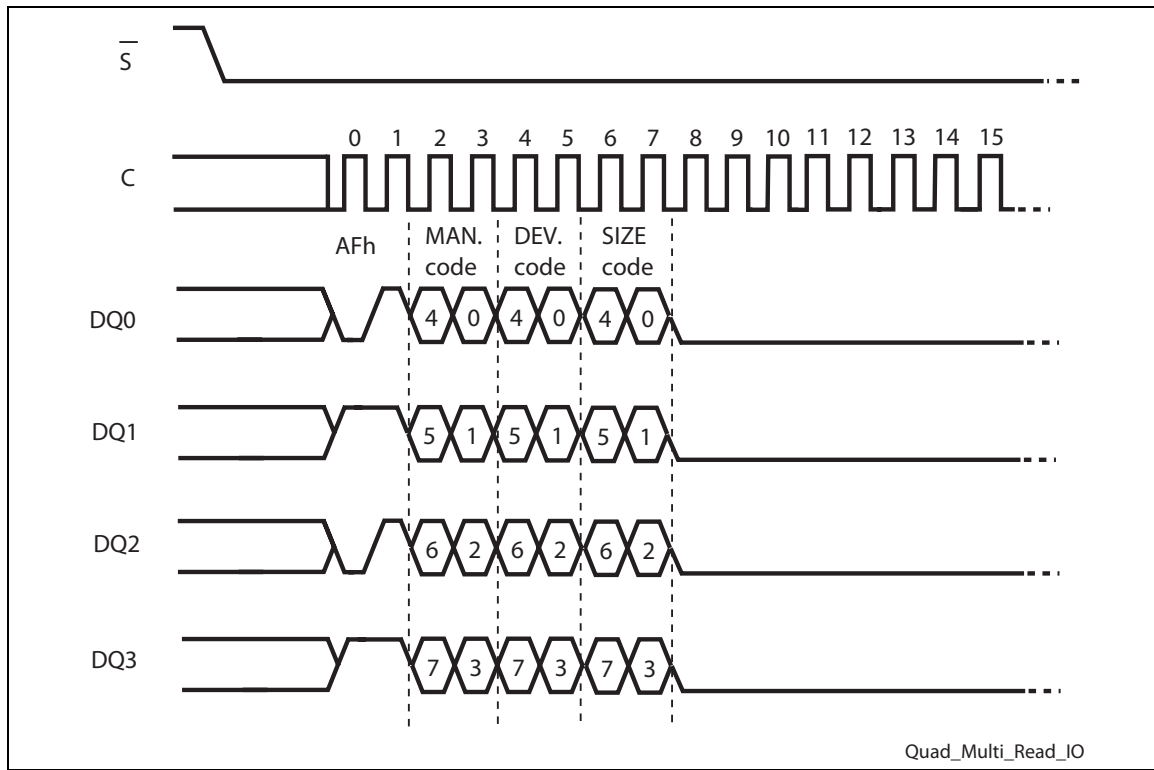 S
0 1 2 3 4 5 6 7 8 9 10 11 12 13 14 15
C
AFh
MAN. code
DEV. code
SIZE code
DQ0
4 0 4 0 4 0
DQ1
5 1 5 1 5 1
DQ2
6 2 6 2 6 2
DQ3
7 3 7 3 7 3
Quad_Multi_Read_IO